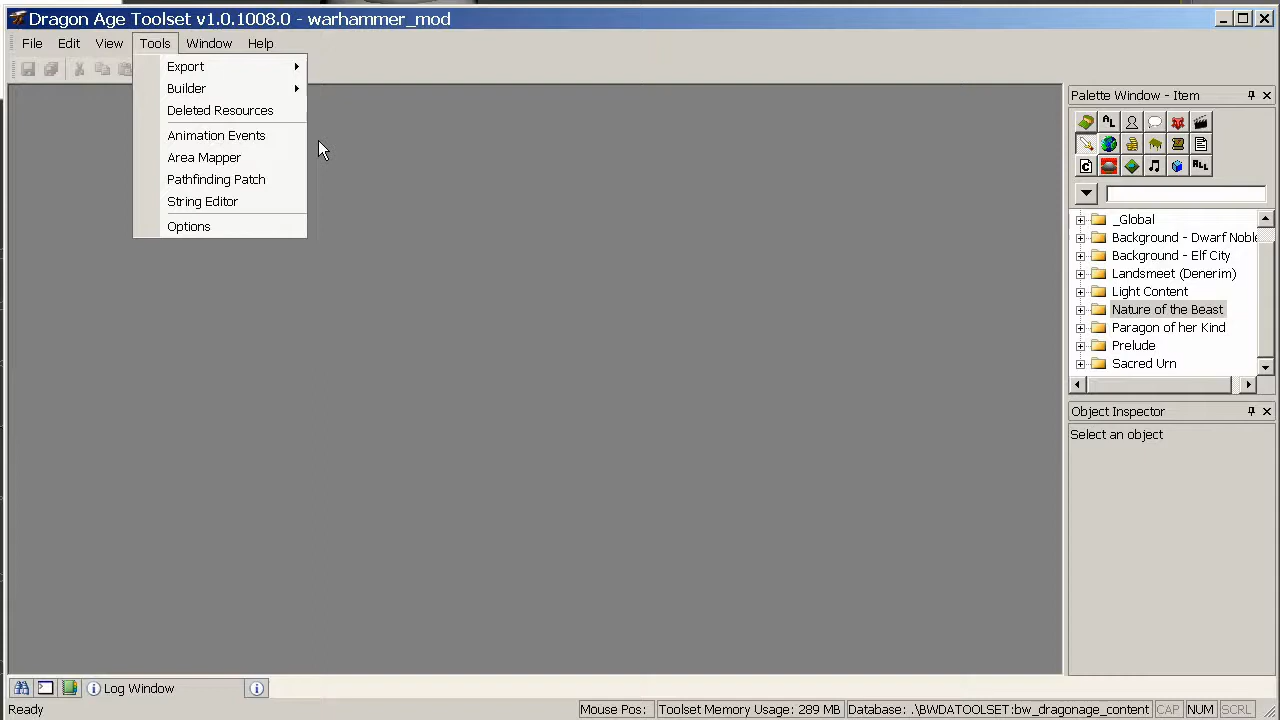 Dragon Age Toolset v1.0.1008.0 - warhammer_mod
File Edit View Tools Window Help
Export
Builder
Deleted Resources
Animation Events
Area Mapper
Pathfinding Patch
String Editor
Options
Palette Window - Item
AL
C ALL
_Global
Background - Dwarf Noble
Background - Elf City
Landsmeet (Denerim)
Light Content
Nature of the Beast
Paragon of her Kind
Prelude
Sacred Urn
Object Inspector
Select an object
Log Window
Ready Mouse Pos: Toolset Memory Usage: 289 MB Database: .\BWDATOOLSET:bw_dragonage_content CAP NUM SCRL